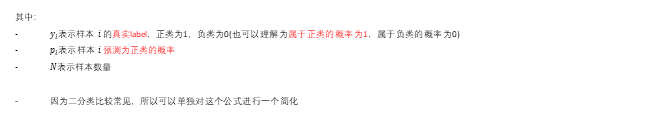 其中:
- yi表示样本 i 的真实label，正类为1，负类为0(也可以理解为属于正类的概率为1，属于负类的概率为0)
- pi表示样本 i 预测为正类的概率
- N表示样本数量
- 因为二分类比较常见，所以可以单独对这个公式进行一个简化